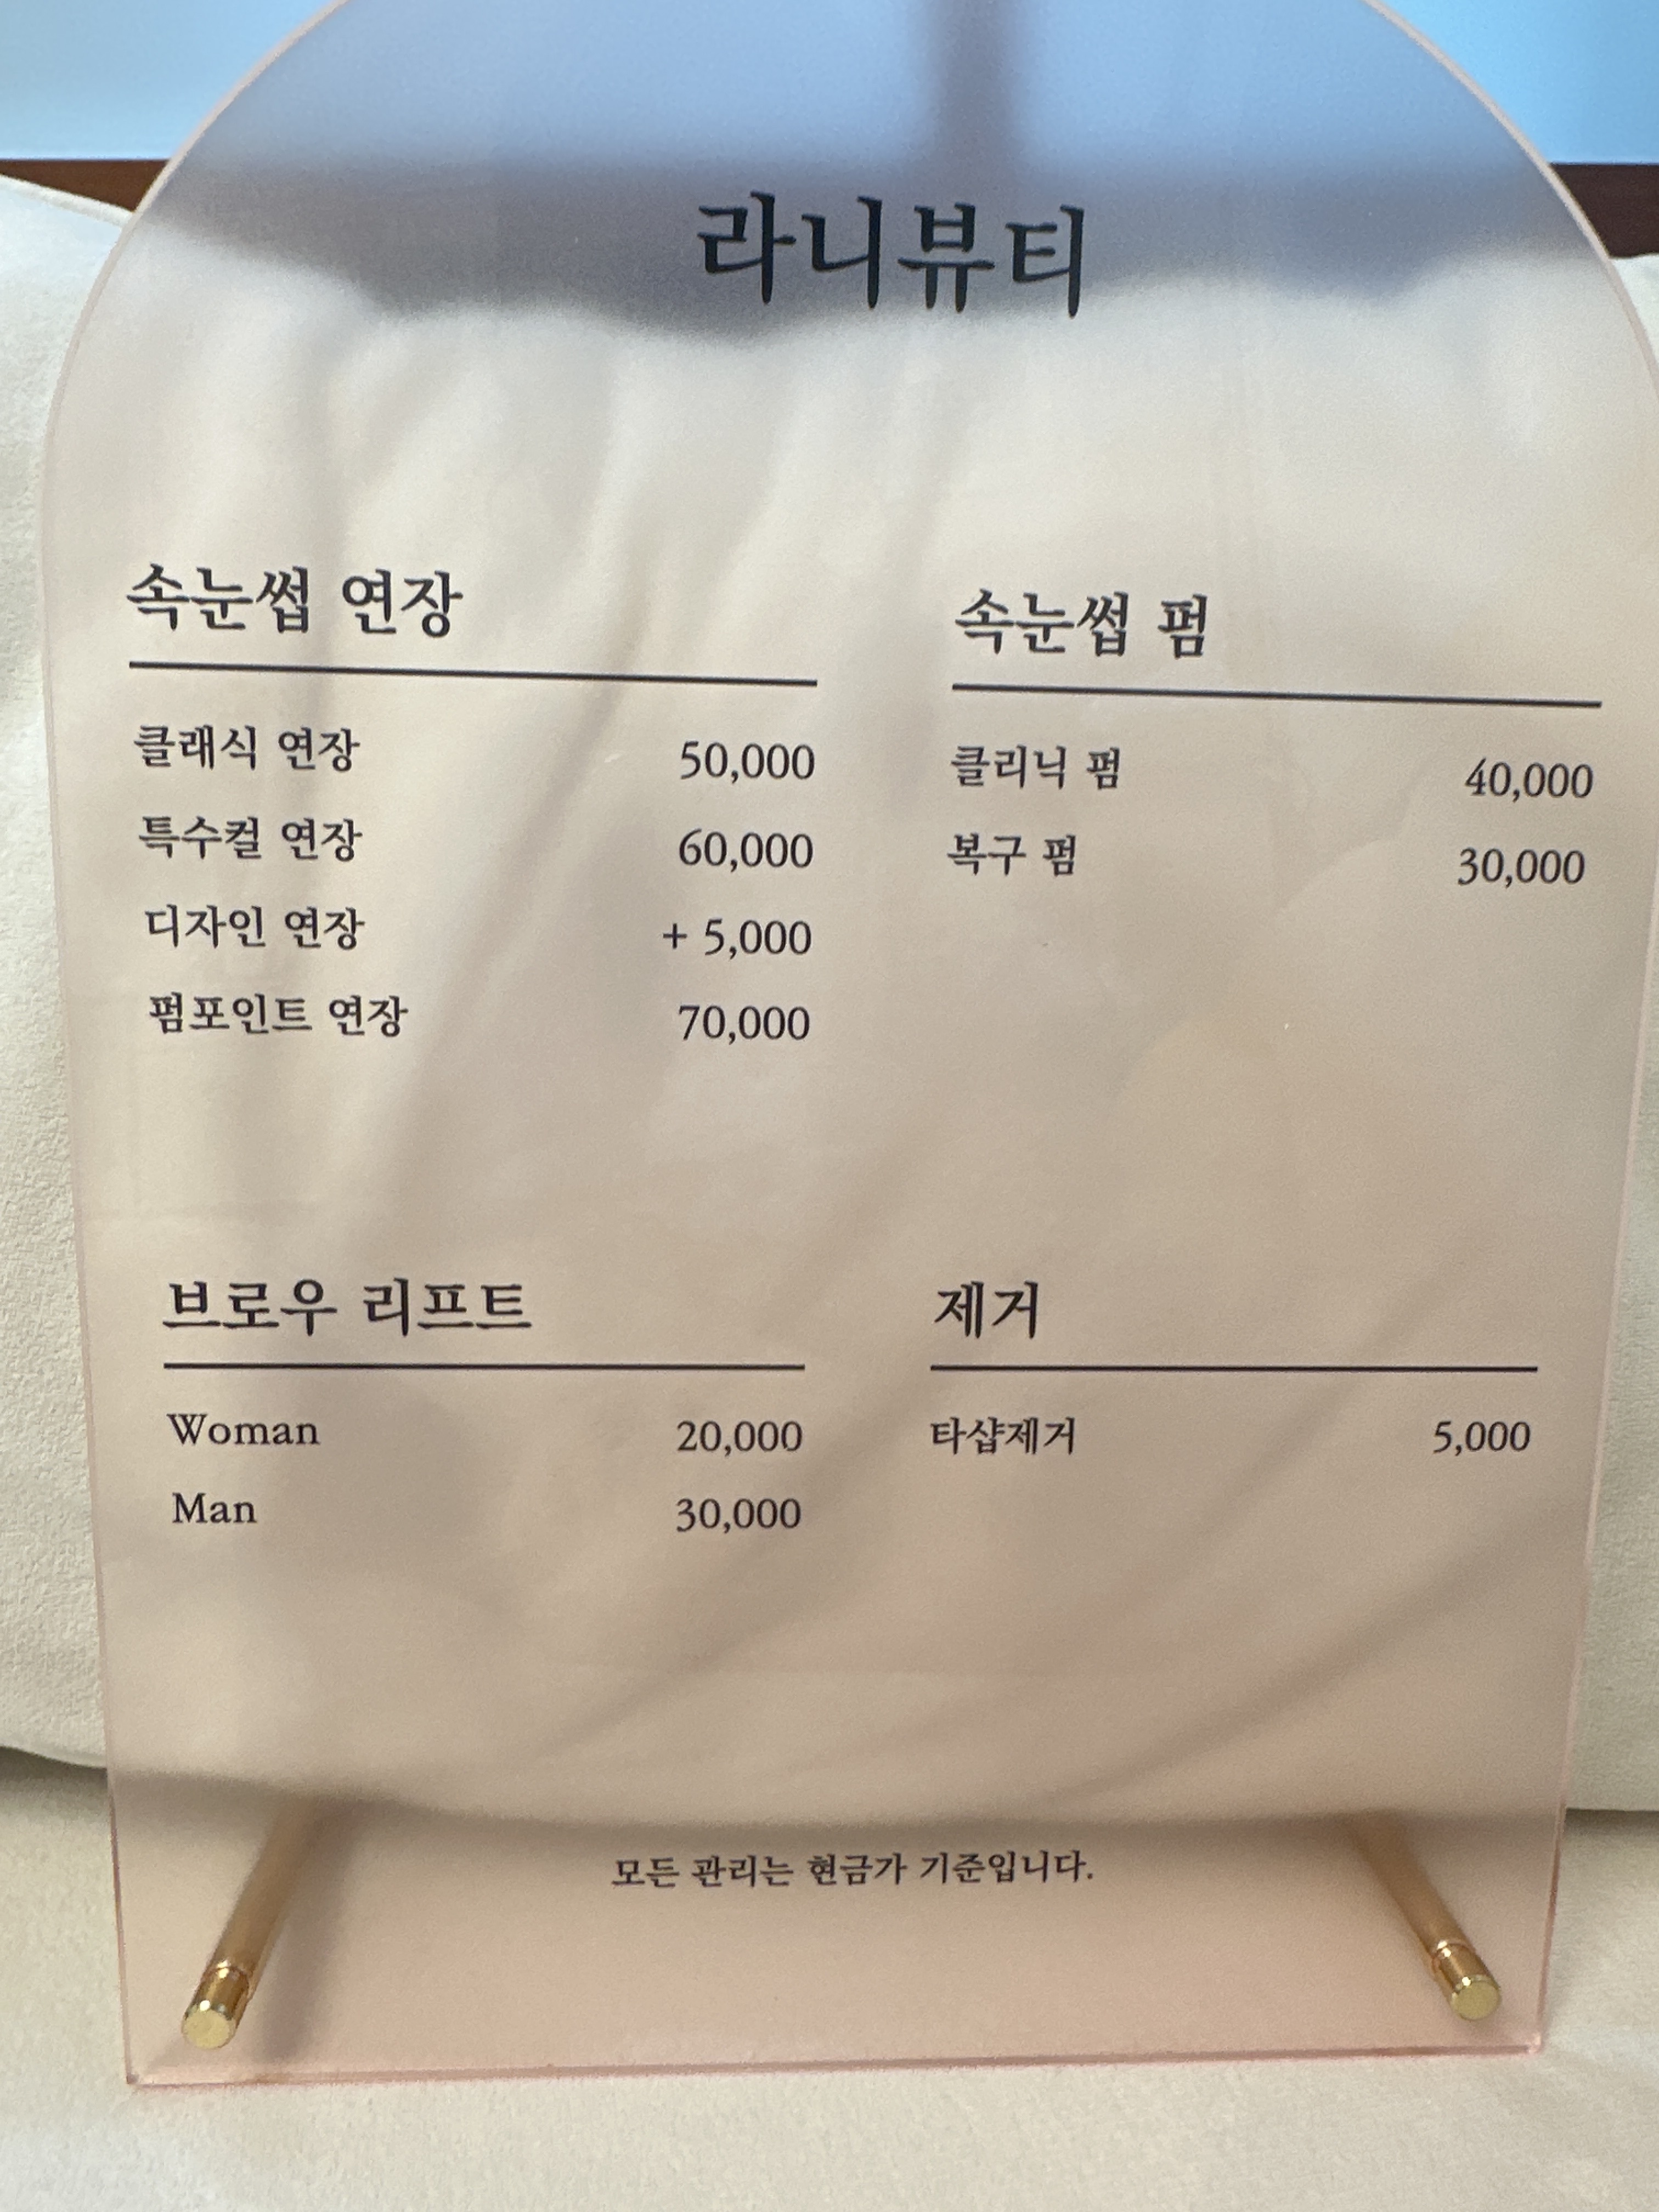 라니뷰티
속눈썹 연장
클래식 연장 50,000
특수컬 연장 60,000
디자인 연장 + 5,000
펌포인트 연장 70,000
속눈썹 펌
클리닉 펌 40,000
복구 펌 30,000
브로우 리프트
Woman 20,000
Man 30,000
제거
타샵제거 5,000
모든 관리는 현금가 기준입니다.